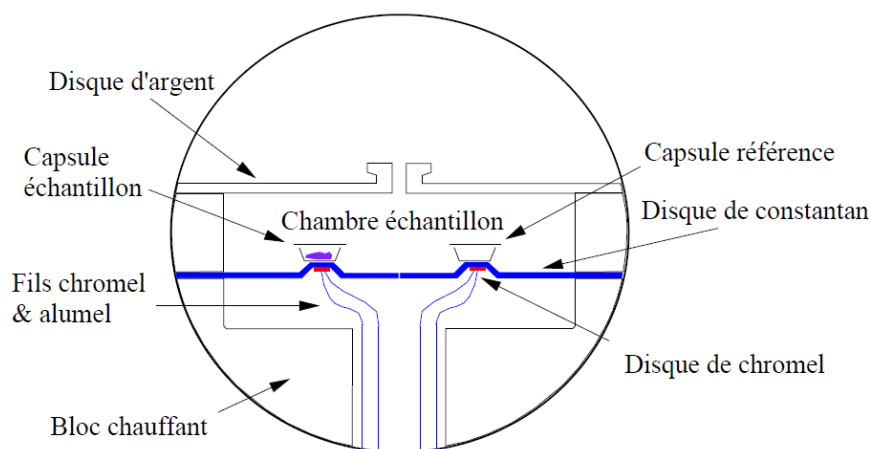 Disque d'argent
Capsule
échantillon
Capsule référence
Chambre échantillon
Disque de constantan
Fils chromel
& alumel
Disque de chromel
Bloc chauffant